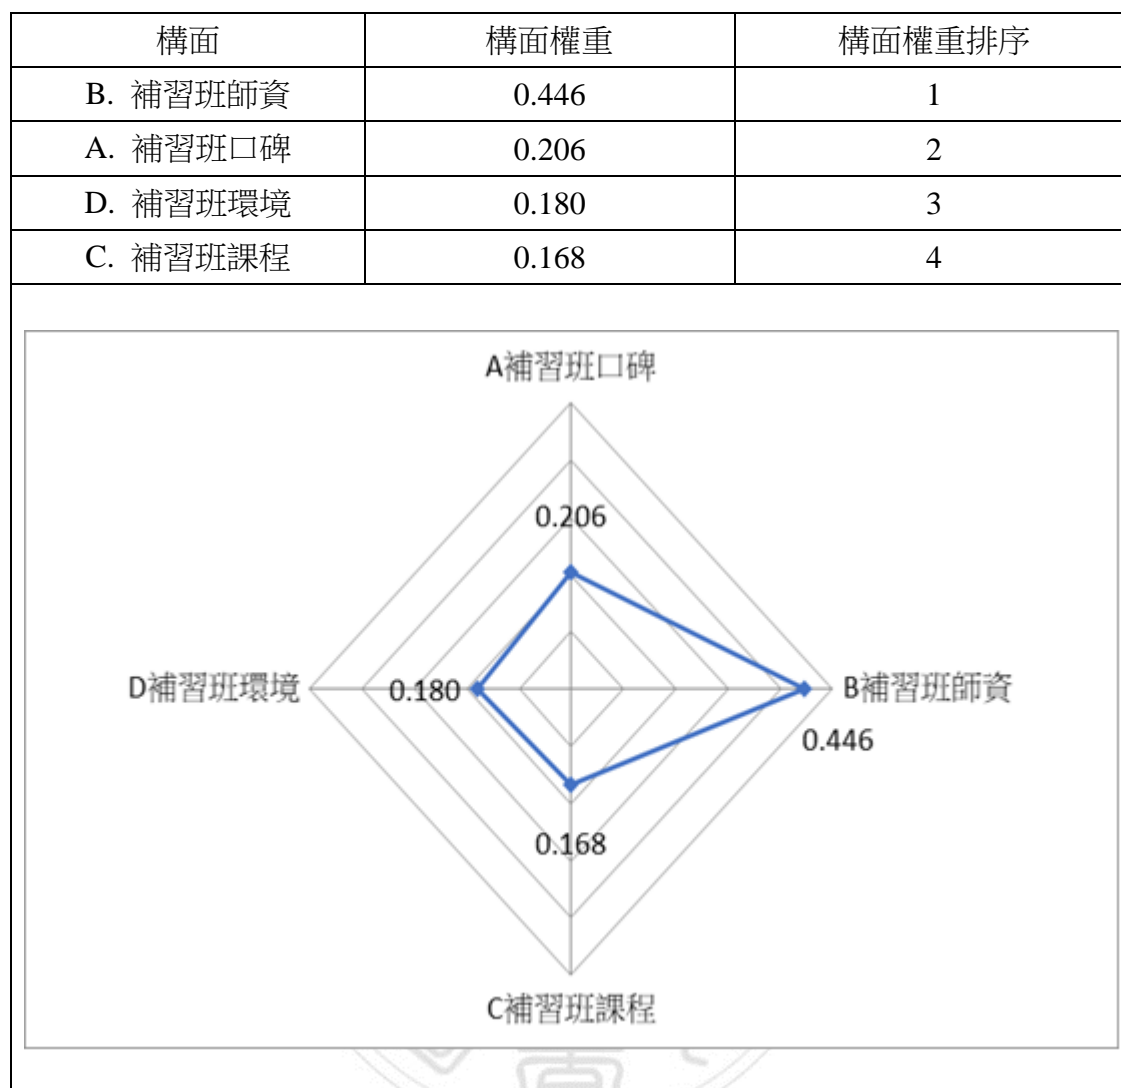 構面 構面權重 構面權重排序
B. 補習班師資 0.446 1
A. 補習班口碑 0.206 2
D. 補習班環境 0.180 3
C. 補習班課程 0.168 4
A補習班口碑
0.206
D補習班環境 0.180 B補習班師資
0.446
0.168
C補習班課程